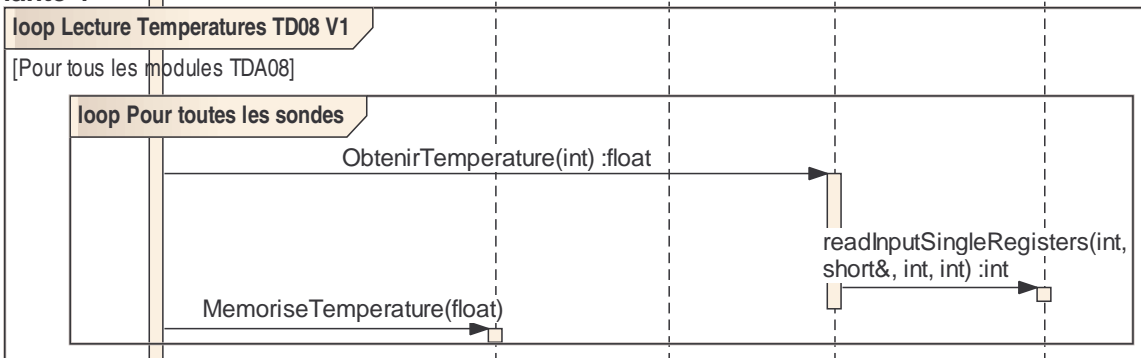 loop Lecture Temperatures TD08 V1
[Pour tous les modules TDA08]
loop Pour toutes les sondes
ObtenirTemperature(int) :float
readInputSingleRegisters(int,
short&, int, int) :int
MemoriseTemperature(float)